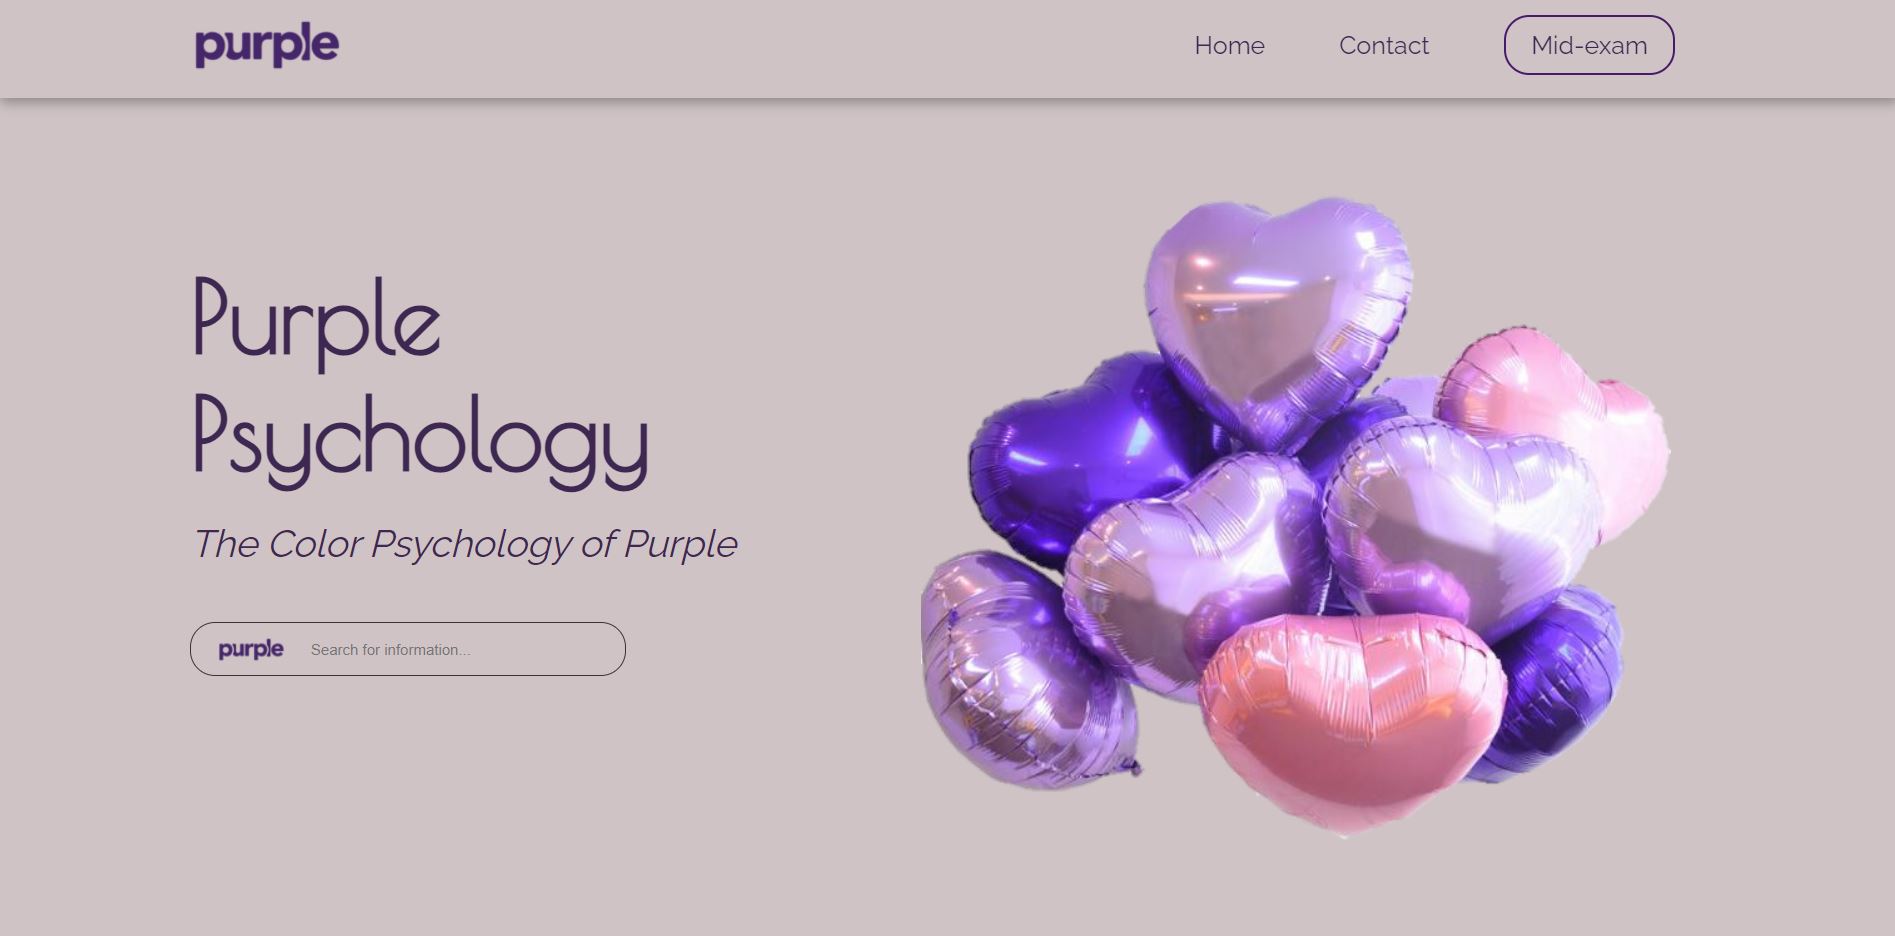 purple
Home
Contact
Mid-exam
Purple
Psychology
The Color Psychology of Purple
purple
Search for information...